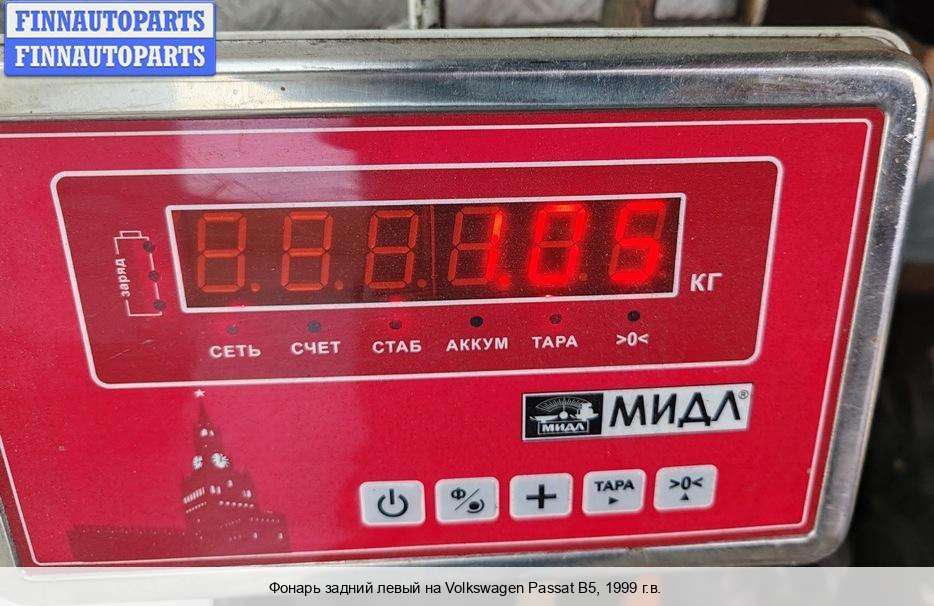 FINNAUTOPARTS
FINNAUTOPARTS
1.05
КГ
заряд
СЕТЬ СЧЕТ СТАБ АККУМ ТАРА >0<
МИДЛ
МИДЛ®
Ф
ТАРА
>0<
Фонарь задний левый на Volkswagen Passat B5, 1999 г.в.